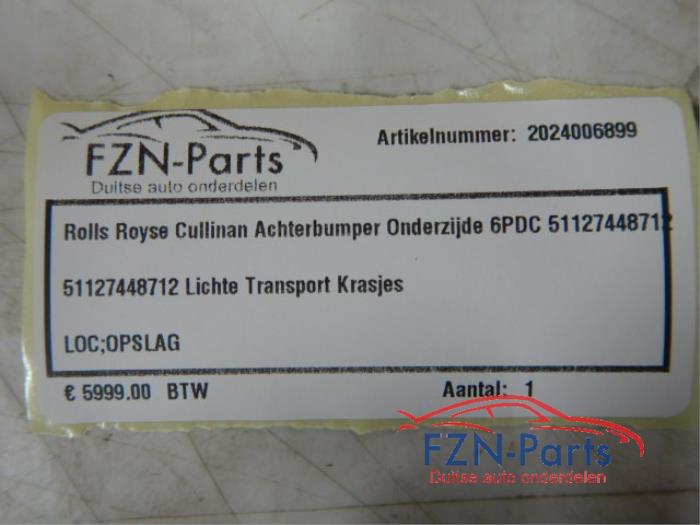 FZN-Parts
Duitse auto onderdelen
Artikelnummer: 2024006899
Rolls Royse Cullinan Achterbumper Onderzijde 6PDC 51127448712
51127448712 Lichte Transport Krasjes
LOC;OPSLAG
€ 5999.00 BTW Aantal: 1
FZN-Parts
Duitse auto onderdelen